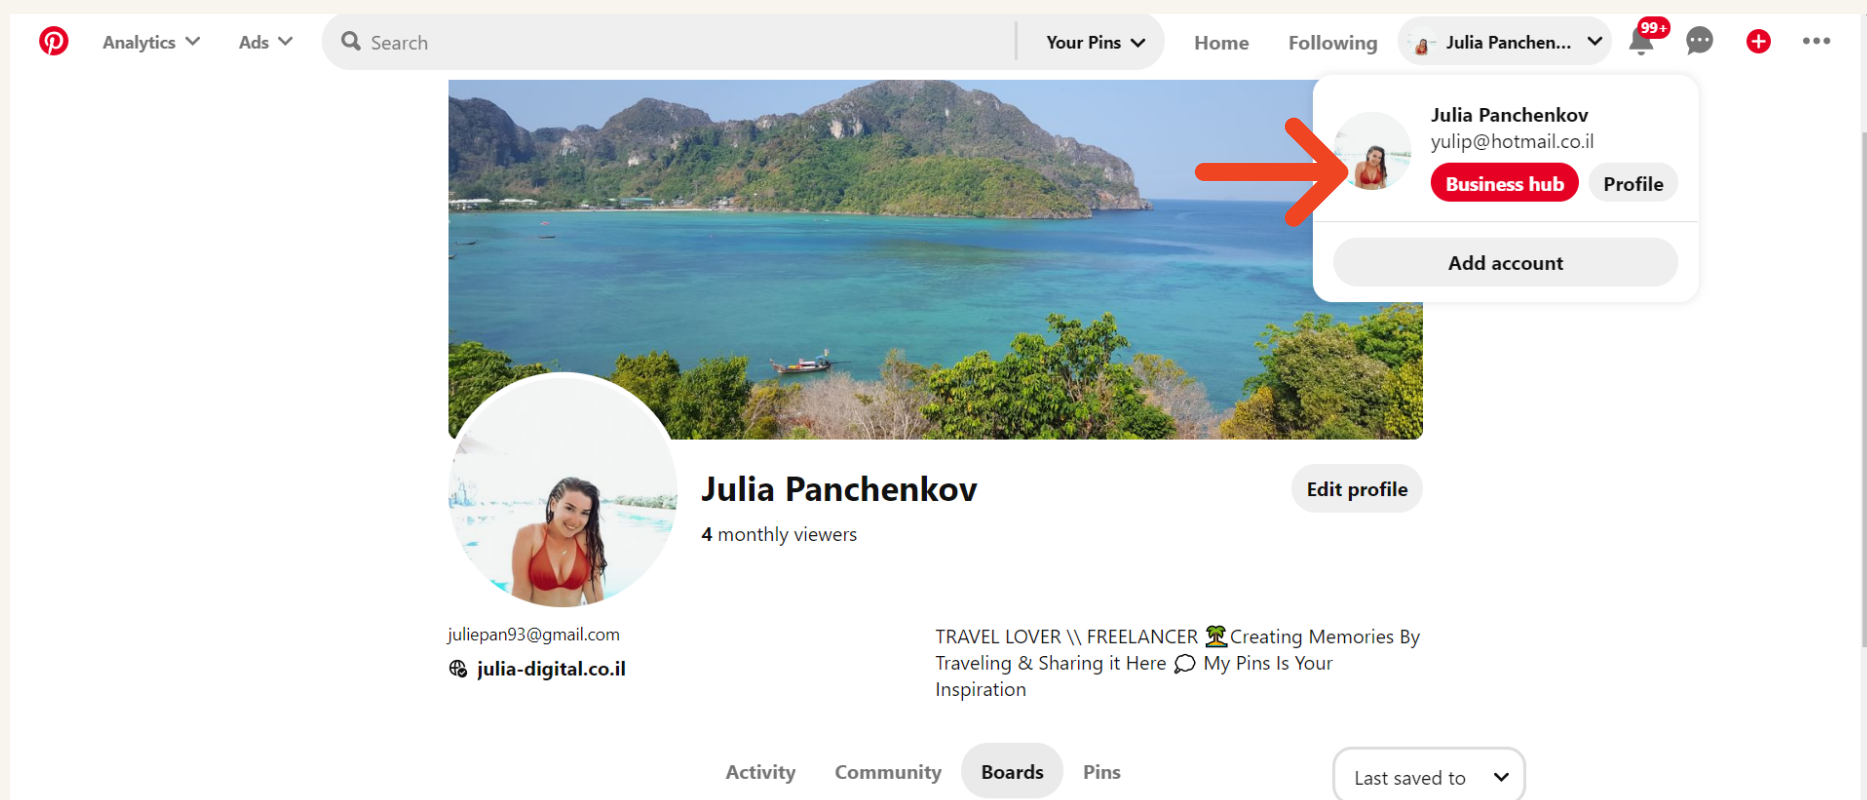 Analytics
Ads
Search
Your Pins
Home
Following
Julia Panchen...
99+
Julia Panchenkov
yulip@hotmail.co.il
Business hub
Profile
Add account
Julia Panchenkov
Edit profile
4 monthly viewers
juliepan93@gmail.com
julia-digital.co.il
TRAVEL LOVER \\ FREELANCER 🏝Creating Memories By
Traveling & Sharing it Here 💭 My Pins Is Your
Inspiration
Activity
Community
Boards
Pins
Last saved to